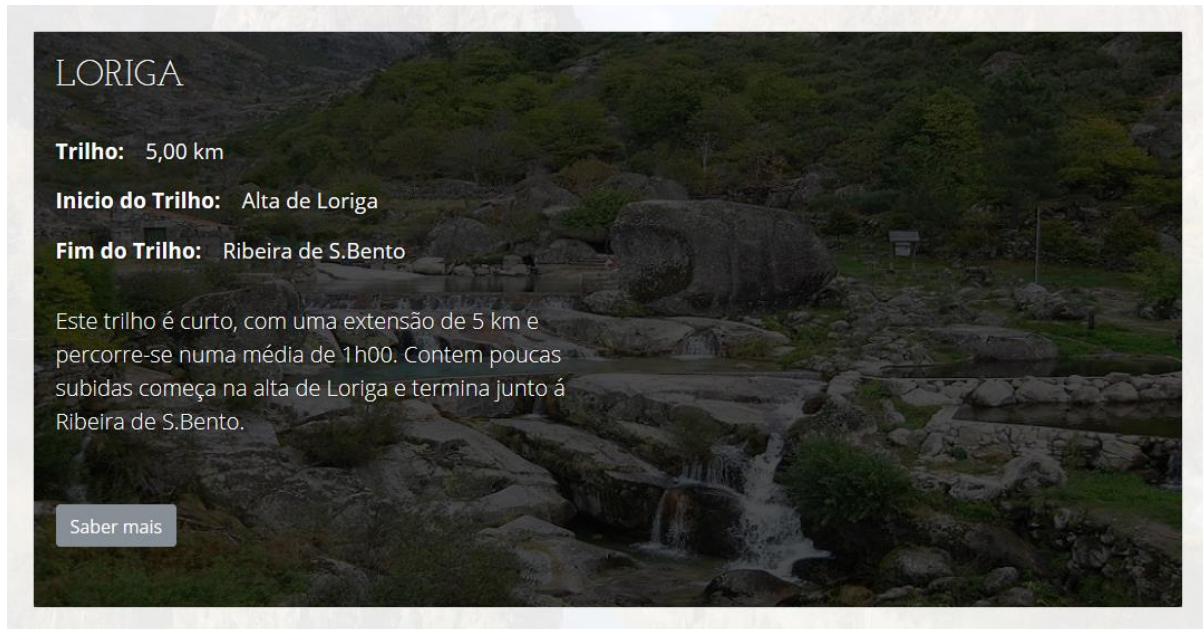 LORIGA
Trilho: 5,00 km
Inicio do Trilho: Alta de Loriga
Fim do Trilho: Ribeira de S.Bento
Este trilho é curto, com uma extensão de 5 km e
percorre-se numa média de 1h00. Contem poucas
subidas começa na alta de Loriga e termina junto á
Ribeira de S.Bento.
Saber mais